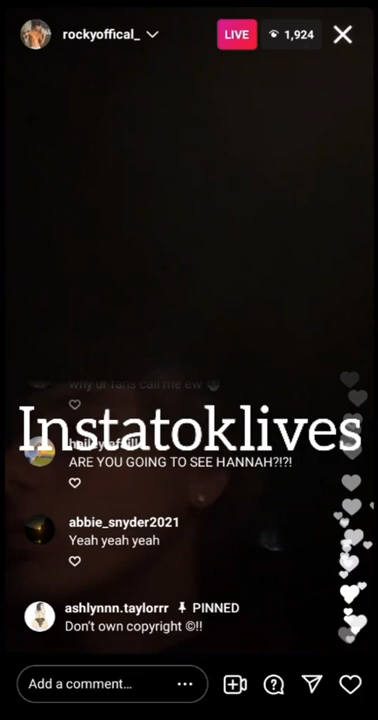 rockyoffical_
LIVE
1,924
why ur fans call me ew
Instatoklives
ARE YOU GOING TO SEE HANNAH?!?!
abbie_snyder2021
Yeah yeah yeah
ashlynnn.taylorrr PINNED
Don't own copyright ©!!
Add a comment...